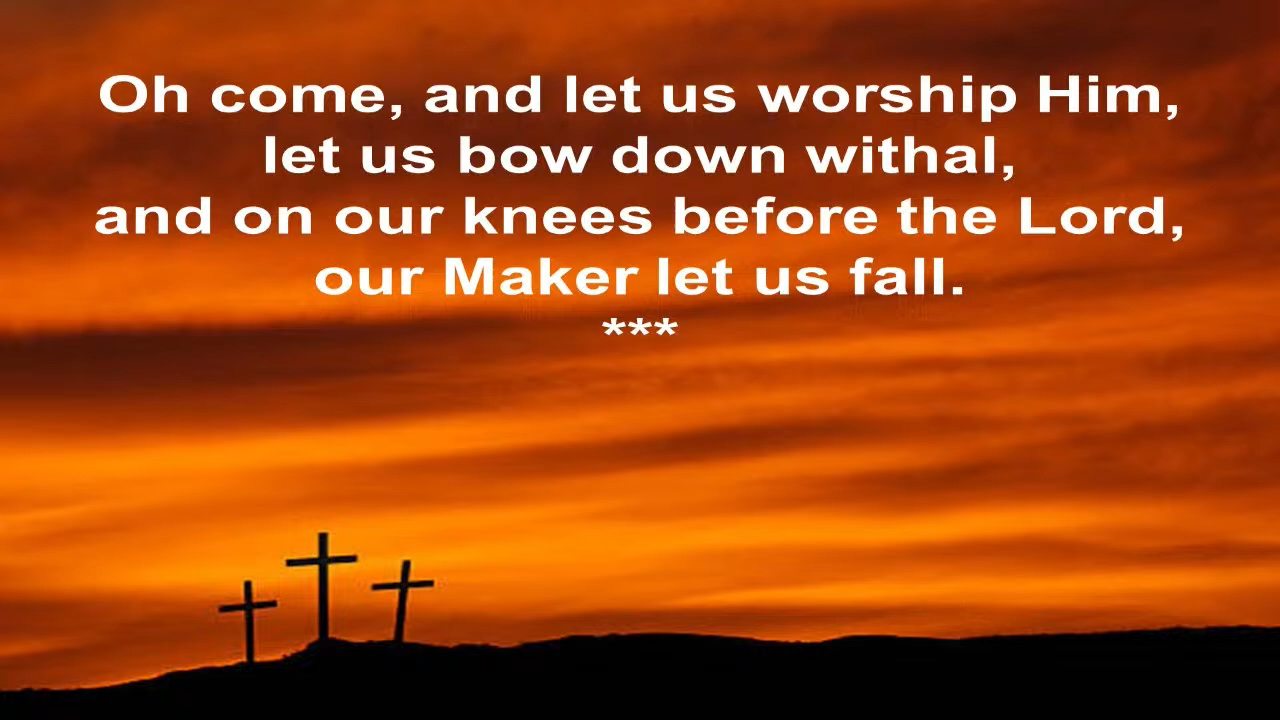 Oh come, and let us worship Him,
let us bow down withal,
and on our knees before the Lord,
our Maker let us fall.
***